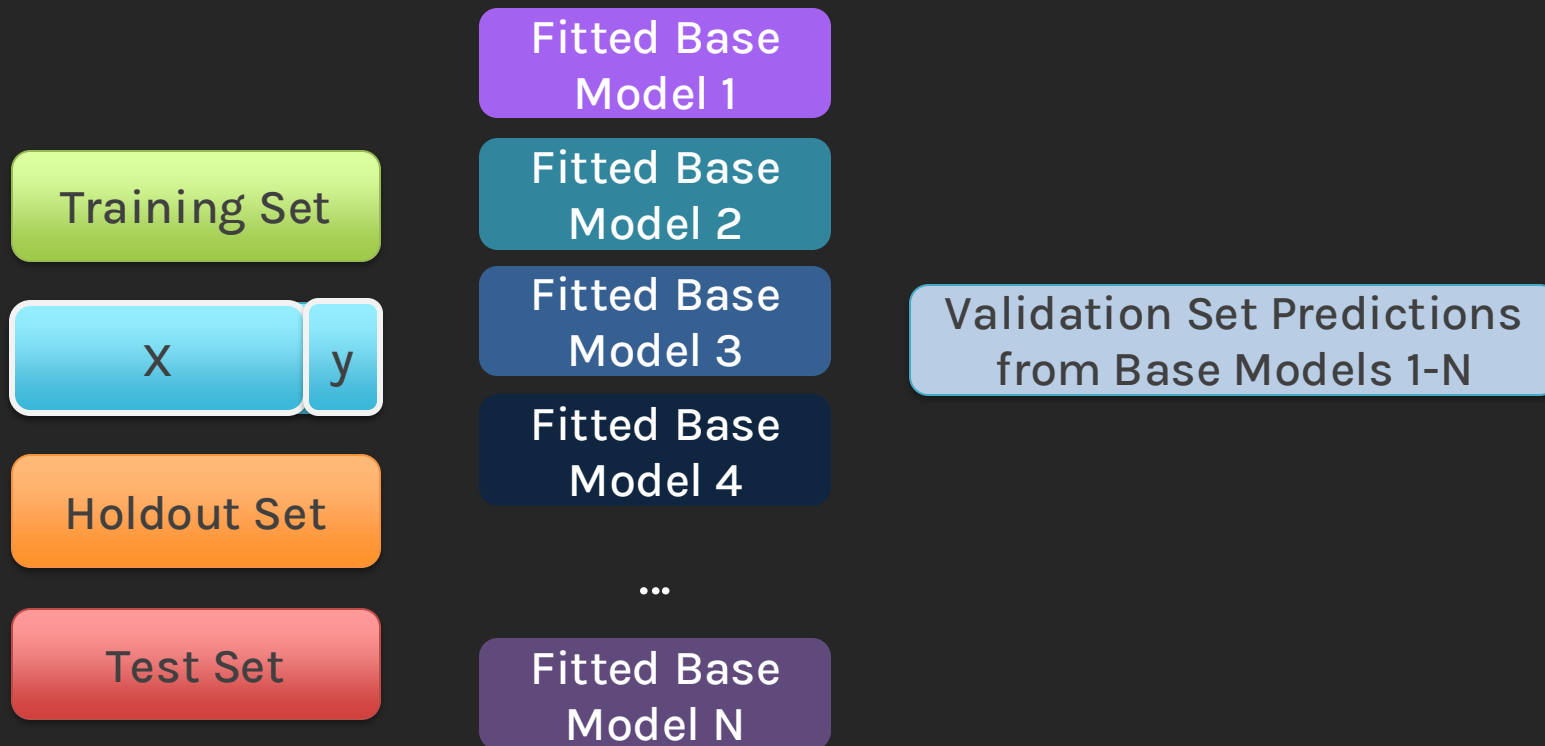 Training Set
X
y
Holdout Set
Test Set
Fitted Base
Model 1
Fitted Base
Model 2
Fitted Base
Model 3
Fitted Base
Model 4
...
Fitted Base
Model N
Validation Set Predictions
from Base Models 1-N